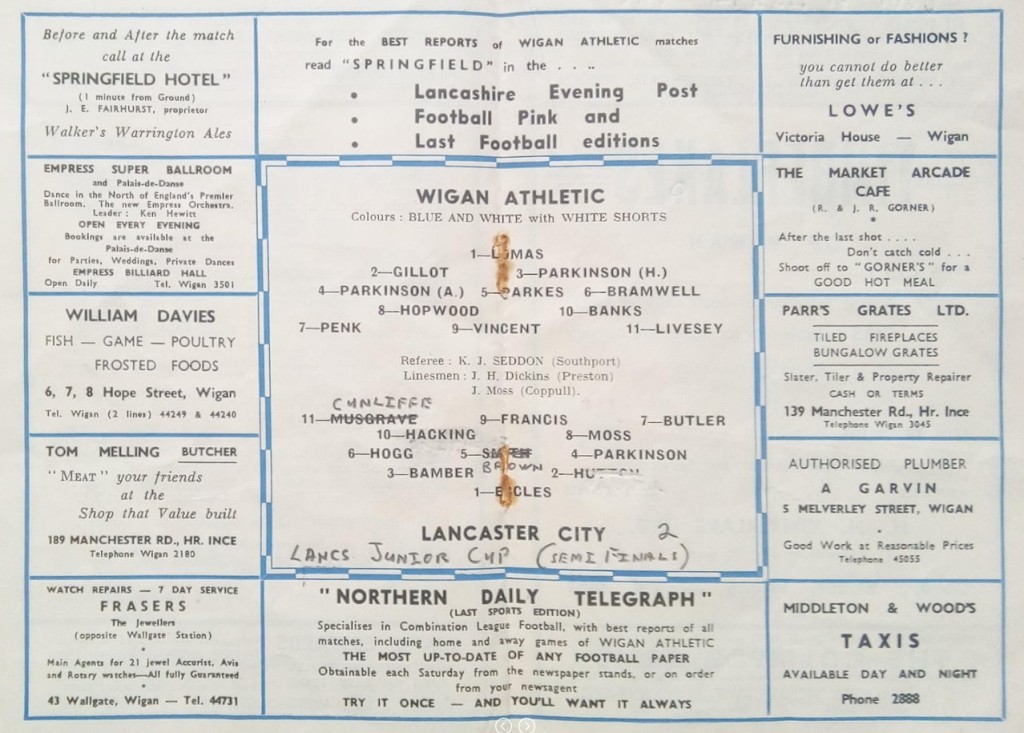 Before and After the match
call at the
"SPRINGFIELD HOTEL"
(1 minute from Ground)
J. E. FAIRHURST, proprietor
Walker's Warrington Ales
For the BEST REPORTS of WIGAN ATHLETIC matches
read "SPRINGFIELD" in the . . . .
• Lancashire Evening Post
• Football Pink and
• Last Football editions
FURNISHING or FASHIONS ?
you cannot do better
than get them at . . .
LOWE'S
Victoria House — Wigan
EMPRESS SUPER BALLROOM
and Palais-de-Danse
Dance in the North of England's Premier
Ballroom. The new Empress Orchestra.
Leader : Ken Hewitt
OPEN EVERY EVENING
Bookings are available at the
Palais-de-Danse
for Parties, Weddings, Private Dances
EMPRESS BILLIARD HALL
Open Daily Tel. Wigan 3501
WILLIAM DAVIES
FISH — GAME — POULTRY
FROSTED FOODS
6, 7, 8 Hope Street, Wigan
Tel. Wigan (2 lines) 44249 & 44240
TOM MELLING BUTCHER
"MEAT" your friends
at the
Shop that Value built
189 MANCHESTER RD., HR. INCE
Telephone Wigan 2180
WATCH REPAIRS — 7 DAY SERVICE
FRASERS
The Jewellers
(opposite Wallgate Station)
•
Main Agents for 21 jewel Accurist, Avia
and Rotary watches—All fully Guaranteed
•
43 Wallgate, Wigan — Tel. 44731
WIGAN ATHLETIC
Colours : BLUE AND WHITE with WHITE SHORTS
1—LOMAS
2—GILLOT 3—PARKINSON (H.)
4—PARKINSON (A.) 5—PARKES 6—BRAMWELL
8—HOPWOOD 10—BANKS
7—PENK 9—VINCENT 11—LIVESEY
Referee : K. J. SEDDON (Southport)
Linesmen : J. H. Dickins (Preston)
J. Moss (Coppull).
CUNLIFFE
11—MUSGRAVE 9—FRANCIS 7—BUTLER
10—HACKING 8—MOSS
6—HOGG 5—SMITH 4—PARKINSON
BROWN
3—BAMBER 2—HUTTON
1—ECCLES
LANCASTER CITY 2
LANCS JUNIOR CUP (SEMI FINALS)
"NORTHERN DAILY TELEGRAPH"
(LAST SPORTS EDITION)
Specialises in Combination League Football, with best reports of all
matches, including home and away games of WIGAN ATHLETIC
THE MOST UP-TO-DATE OF ANY FOOTBALL PAPER
Obtainable each Saturday from the newspaper stands, or on order
from your newsagent
TRY IT ONCE — AND YOU'LL WANT IT ALWAYS
THE MARKET ARCADE
CAFE
(R. & J. R. GORNER)
•
After the last shot . . . .
Don't catch cold . . .
Shoot off to "GORNER'S" for a
GOOD HOT MEAL
PARR'S GRATES LTD.
TILED FIREPLACES
BUNGALOW GRATES
Slater, Tiler & Property Repairer
CASH OR TERMS
139 Manchester Rd., Hr. Ince
Telephone Wigan 3045
AUTHORISED PLUMBER
A GARVIN
5 MELVERLEY STREET, WIGAN
•
Good Work at Reasonable Prices
Telephone 45055
MIDDLETON & WOOD'S
TAXIS
AVAILABLE DAY AND NIGHT
Phone 2888